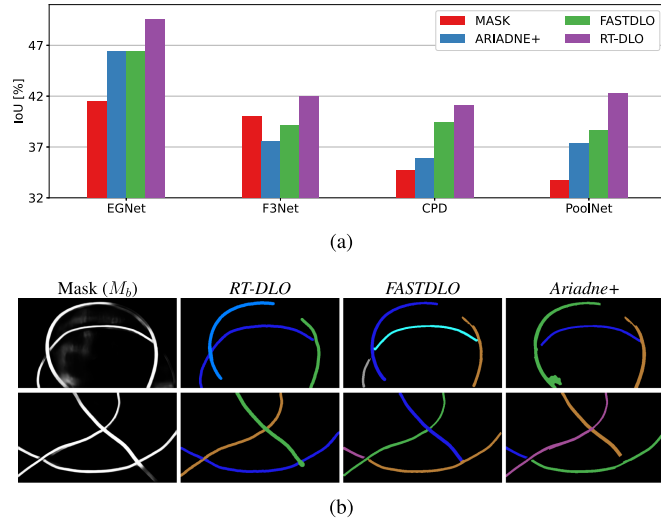 MASK
ARIADNE+
FASTDLO
RT-DLO
IoU [%]
47
42
37
32
EGNet
F3Net
CPD
PoolNet
(a)
Mask (M_b)
RT-DLO
FASTDLO
Ariadne+
(b)